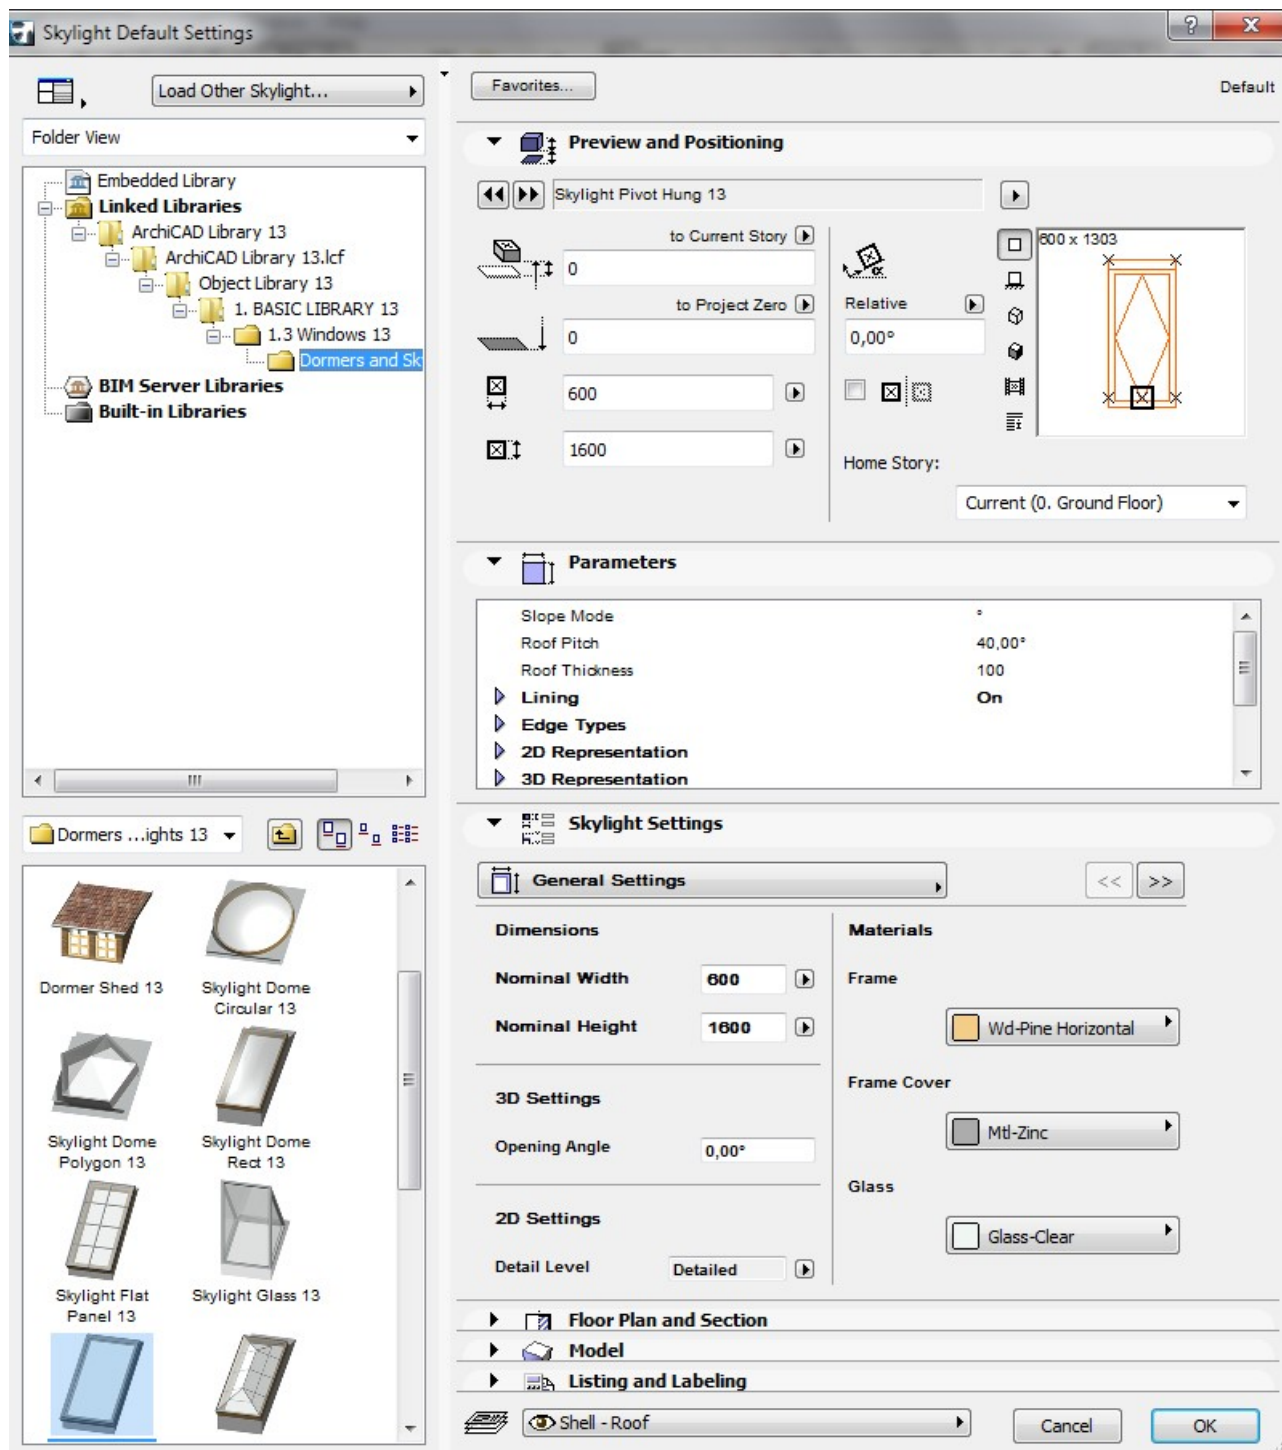 Skylight Default Settings
?
Load Other Skylight...
Folder View
Embedded Library
Linked Libraries
ArchiCAD Library 13
ArchiCAD Library 13.lcf
Object Library 13
1. BASIC LIBRARY 13
1.3 Windows 13
Dormers and Sk
BIM Server Libraries
Built-in Libraries
Dormers ...ights 13
Dormer Shed 13
Skylight Dome
Circular 13
Skylight Dome
Polygon 13
Skylight Dome
Rect 13
Skylight Flat
Panel 13
Skylight Glass 13
Favorites...
Default
Preview and Positioning
Skylight Pivot Hung 13
to Current Story
0
to Project Zero
0
600
1600
α
Relative
0,00°
600 x 1303
Home Story:
Current (0. Ground Floor)
Parameters
Slope Mode °
Roof Pitch 40,00°
Roof Thickness 100
Lining On
Edge Types
2D Representation
3D Representation
Skylight Settings
General Settings
<< >>
Dimensions
Nominal Width 600
Nominal Height 1600
3D Settings
Opening Angle 0,00°
2D Settings
Detail Level Detailed
Materials
Frame
Wd-Pine Horizontal
Frame Cover
Mtl-Zinc
Glass
Glass-Clear
Floor Plan and Section
Model
Listing and Labeling
Shell - Roof
Cancel OK